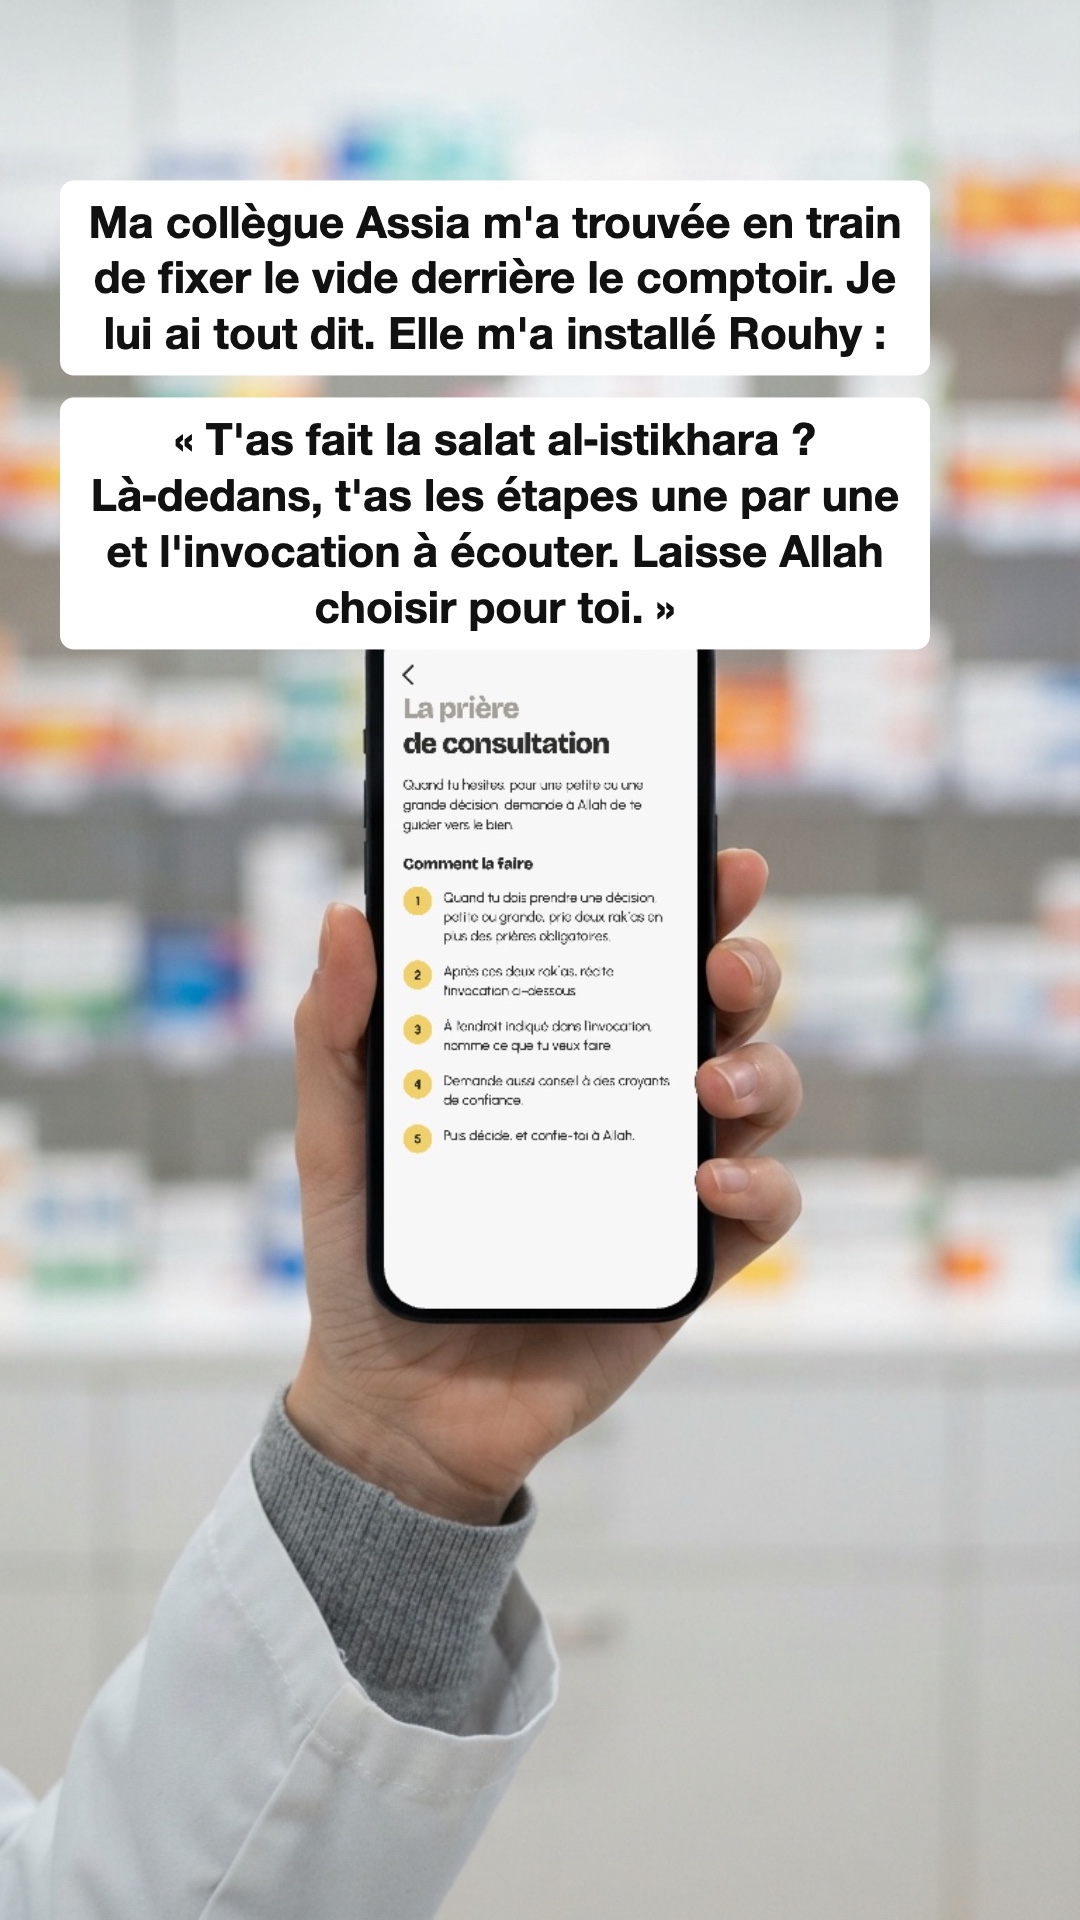 Ma collègue Assia m'a trouvée en train
de fixer le vide derrière le comptoir. Je
lui ai tout dit. Elle m'a installé Rouhy :
« T'as fait la salat al-istikhara ?
Là-dedans, t'as les étapes une par une
et l'invocation à écouter. Laisse Allah
choisir pour toi. »
La prière
de consultation
Quand tu hesites, pour une petite ou une
grande décision, demande à Allah de te
guider vers le bien.
Comment la faire
1 Quand tu dois prendre une décision,
petite ou grande, prie deux rak'as en
plus des prières obligatoires.
2 Après ces deux rak'as, récite
l'invocation ci-dessous
3 À l'endroit indiqué dans l'invocation,
nomme ce que tu veux faire.
4 Demande aussi conseil à des croyants
de confiance.
5 Puis décide, et confie-toi à Allah.